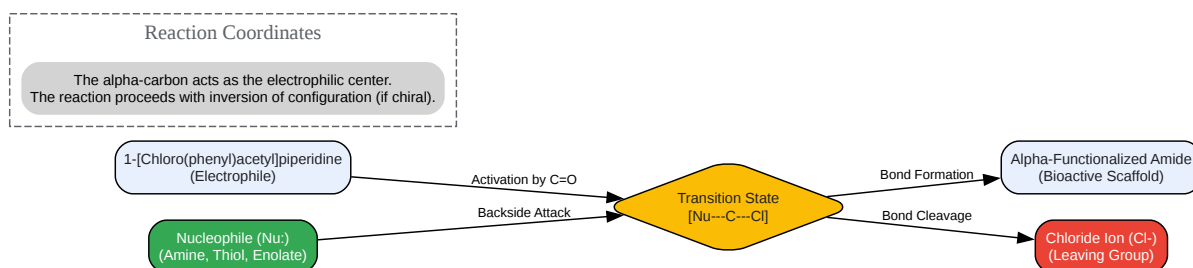 Reaction Coordinates
The alpha-carbon acts as the electrophilic center.
The reaction proceeds with inversion of configuration (if chiral).
1-[Chloro(phenyl)acetyl]piperidine
(Electrophile)
Activation by C=O
Nucleophile (Nu:)
(Amine, Thiol, Enolate)
Backside Attack
Transition State
[Nu---C---Cl]
Bond Formation
Alpha-Functionalized Amide
(Bioactive Scaffold)
Bond Cleavage
Chloride Ion (Cl-)
(Leaving Group)